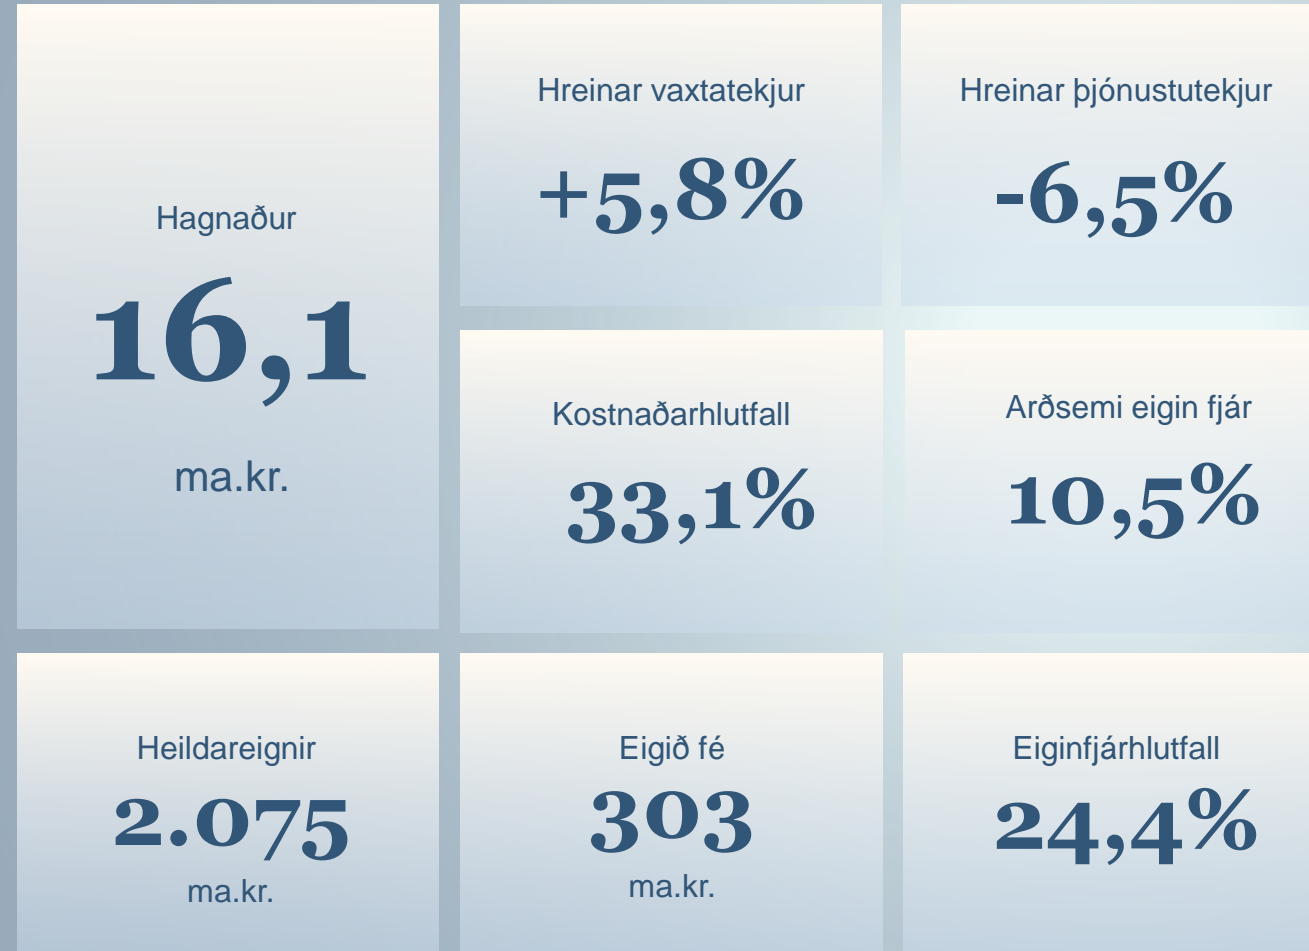 Hagnaður
16,1
ma.kr.
Hreinar vaxtatekjur
+5,8%
Hreinar þjónustutekjur
-6,5%
Kostnaðarhlutfall
33,1%
Arðsemi eigin fjár
10,5%
Heildareignir
2.075
ma.kr.
Eigið fé
303
ma.kr.
Eiginfjárhlutfall
24,4%